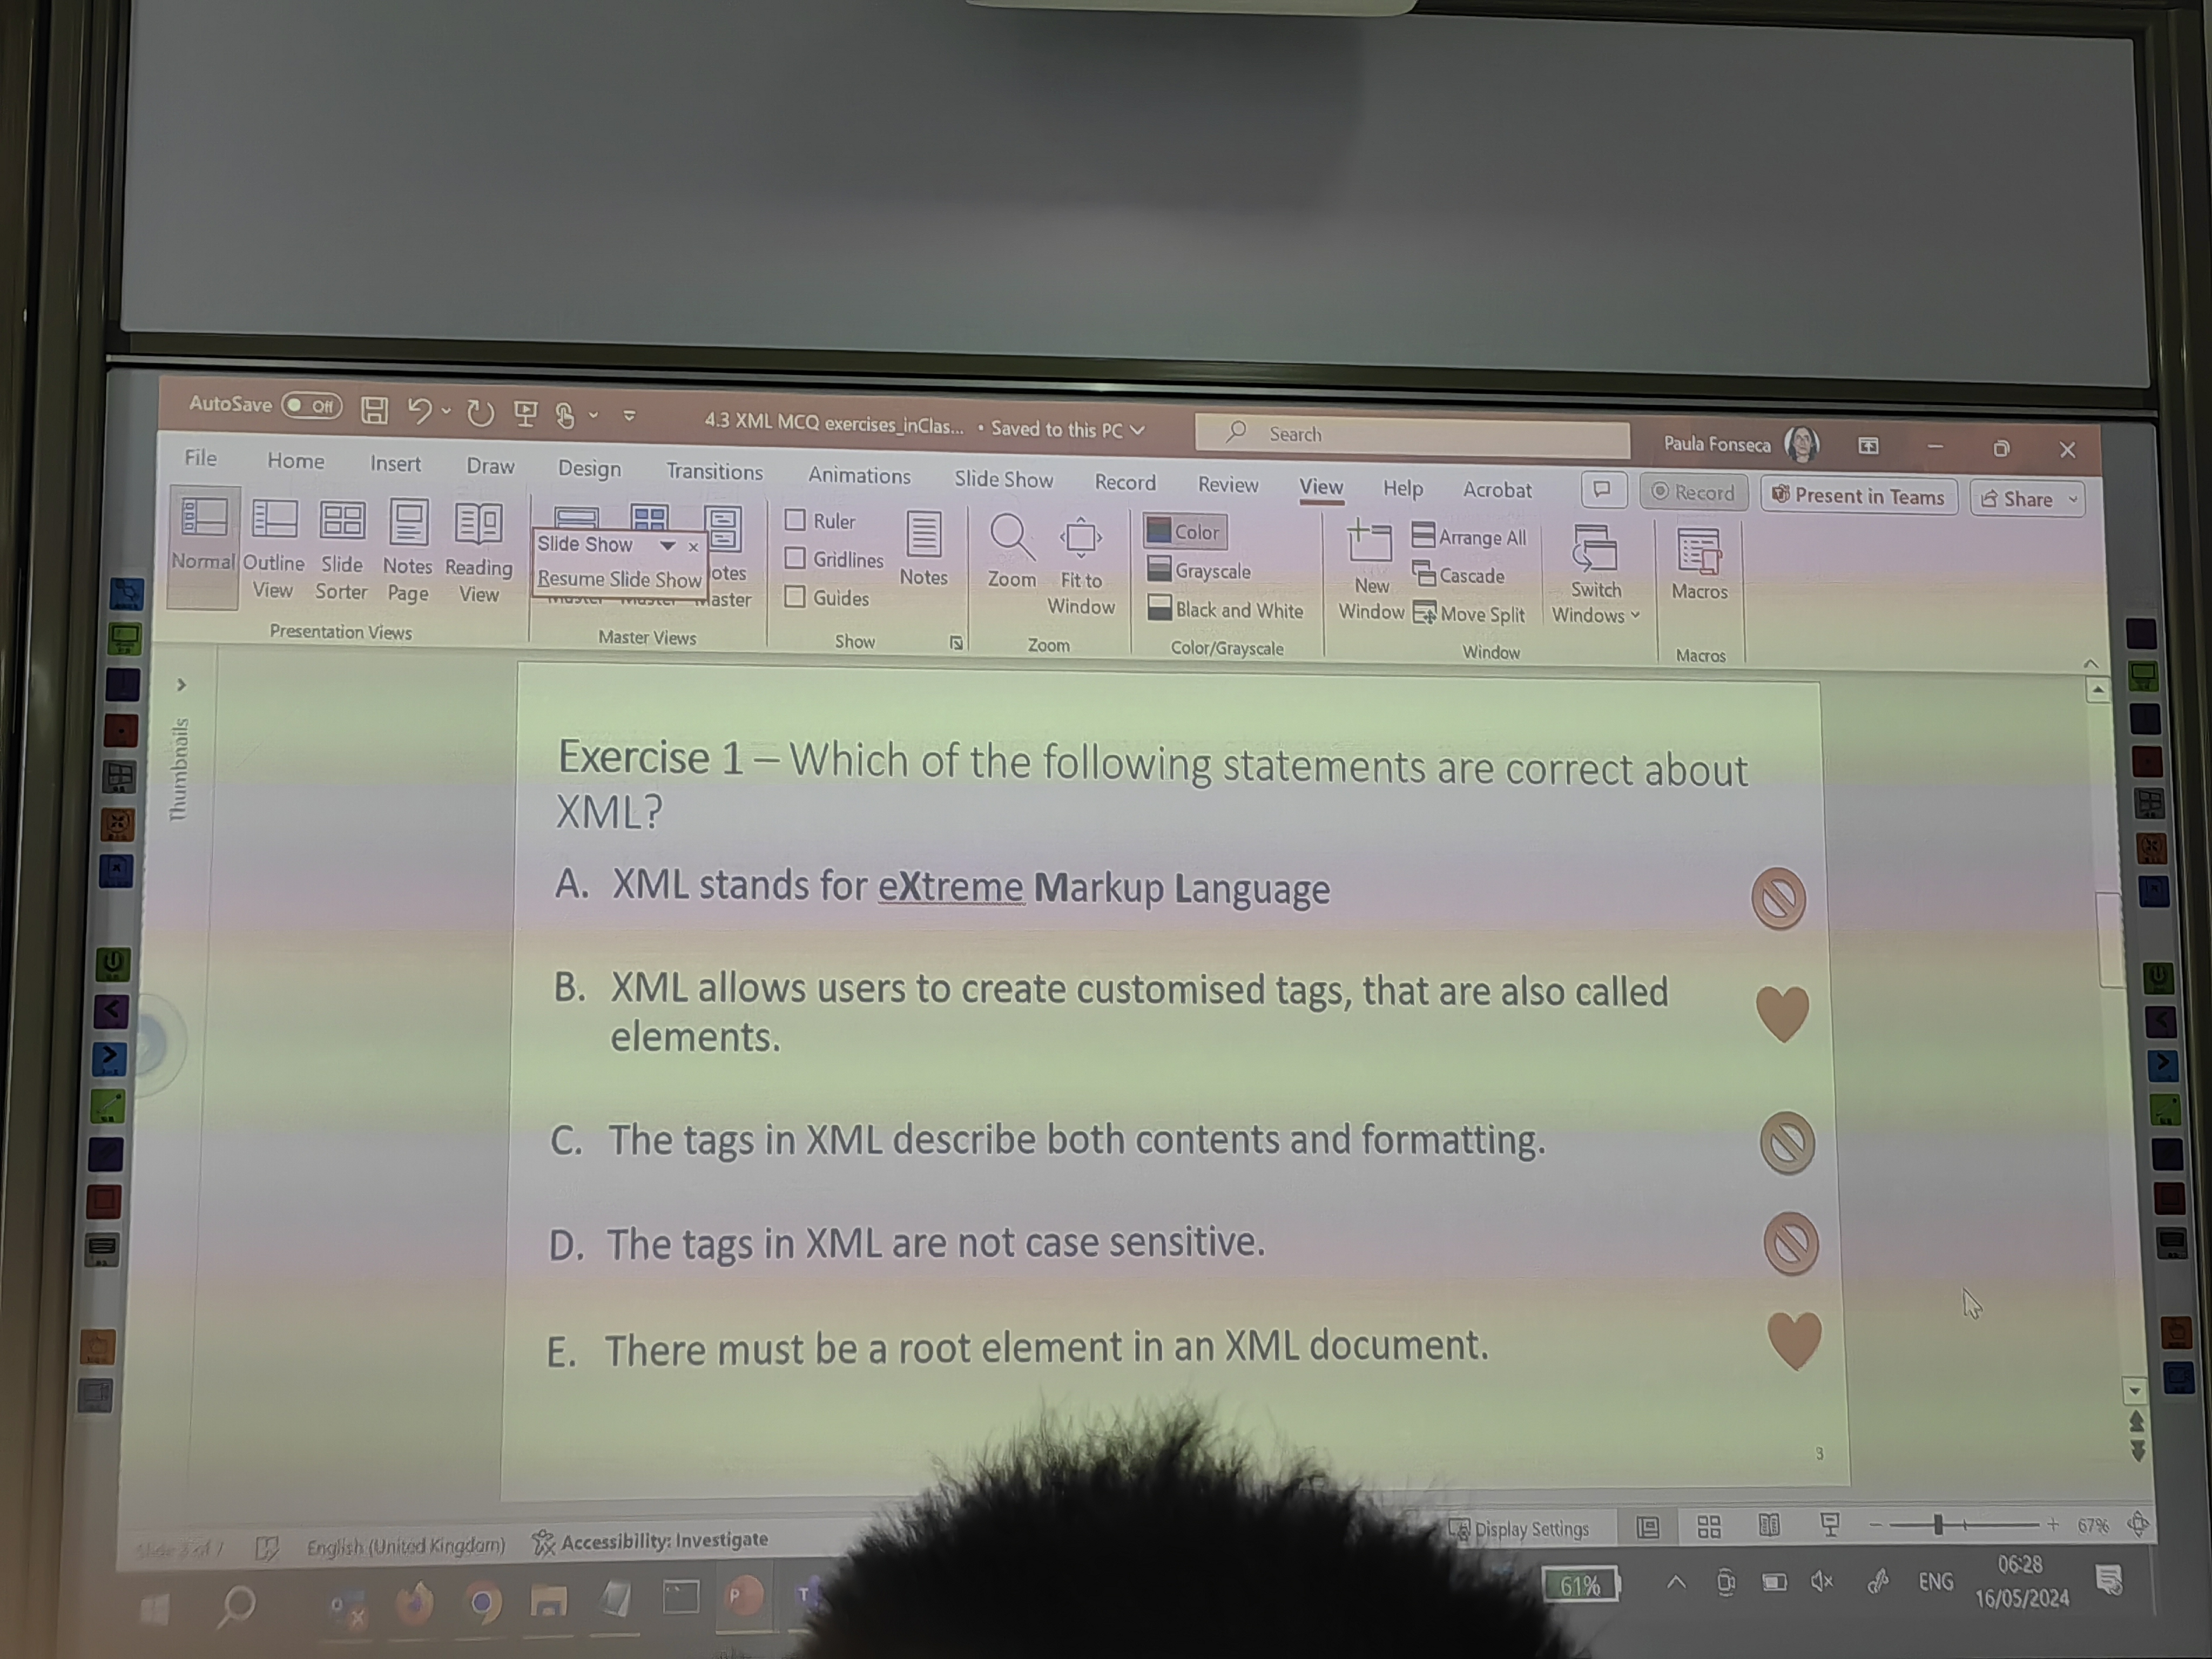 AutoSave Off
4.3 XML MCQ exercises_inClas... • Saved to this PC
Search
Paula Fonseca
File Home Insert Draw Design Transitions Animations Slide Show Record Review View Help Acrobat
Record
Present in Teams
Share
Normal
Outline View
Slide Sorter
Notes Page
Reading View
Presentation Views
Slide Show
Resume Slide Show
otes
Master
Master Views
Ruler
Gridlines
Guides
Show
Notes
Zoom
Fit to Window
Zoom
Color
Grayscale
Black and White
Color/Grayscale
New Window
Arrange All
Cascade
Move Split
Switch Windows
Window
Macros
Macros
Thumbnails
Exercise 1 – Which of the following statements are correct about
XML?
A. XML stands for eXtreme Markup Language
B. XML allows users to create customised tags, that are also called
elements.
C. The tags in XML describe both contents and formatting.
D. The tags in XML are not case sensitive.
E. There must be a root element in an XML document.
Slide 3 of 7
English (United Kingdom)
Accessibility: Investigate
Display Settings
67%
61%
ENG
06:28
16/05/2024